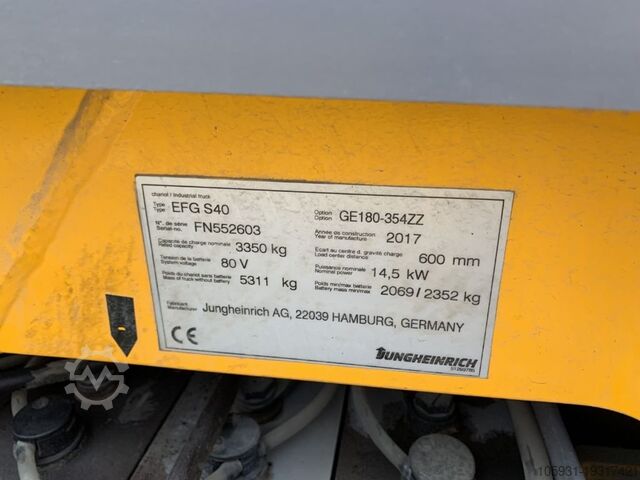 chariot / Industrial truck
Type EFG S40 Option GE180-354ZZ
Type Option
N°. de série FN552603 Année de construction 2017
Serial-no. Year of manufacture
Capacité de charge nominale 3350 kg Ecart au centre d. gravité charge 600 mm
Rated capacity Load center distance
Tension de la batterie 80 V Puissance nominale 14,5 kW
Battery voltage Nominal power
Poids du chariot sans batterie 5311 kg Poids mini/max batterie 2069 / 2352 kg
Mass of truck without battery Battery mass min/max
Fabricant Jungheinrich AG, 22039 HAMBURG, GERMANY
Manufacturer
CE JUNGHEINRICH